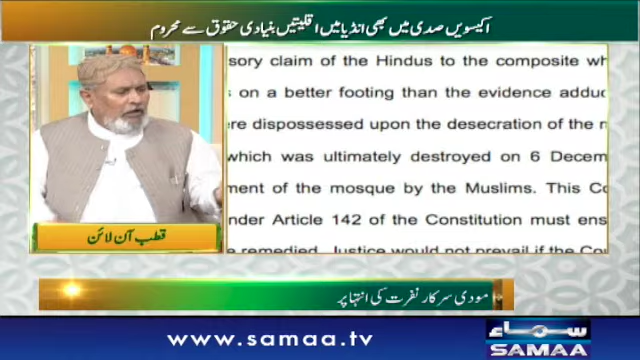 اکیسویں صدی میں بھی انڈیا میں اقلیتیں بنیادی حقوق سے محروم
sory claim of the Hindus to the composite wh
s on a better footing than the evidence adduc
ere dispossessed upon the desecration of the m
which was ultimately destroyed on 6 Decem
ment of the mosque by the Muslims. This Co
nder Article 142 of the Constitution must ens
e remedied. Justice would not prevail if the Cou
قطب آن لائن
مودی سرکار نفرت کی انتہا پر
www.samaa.tv
سماء
SAMAA